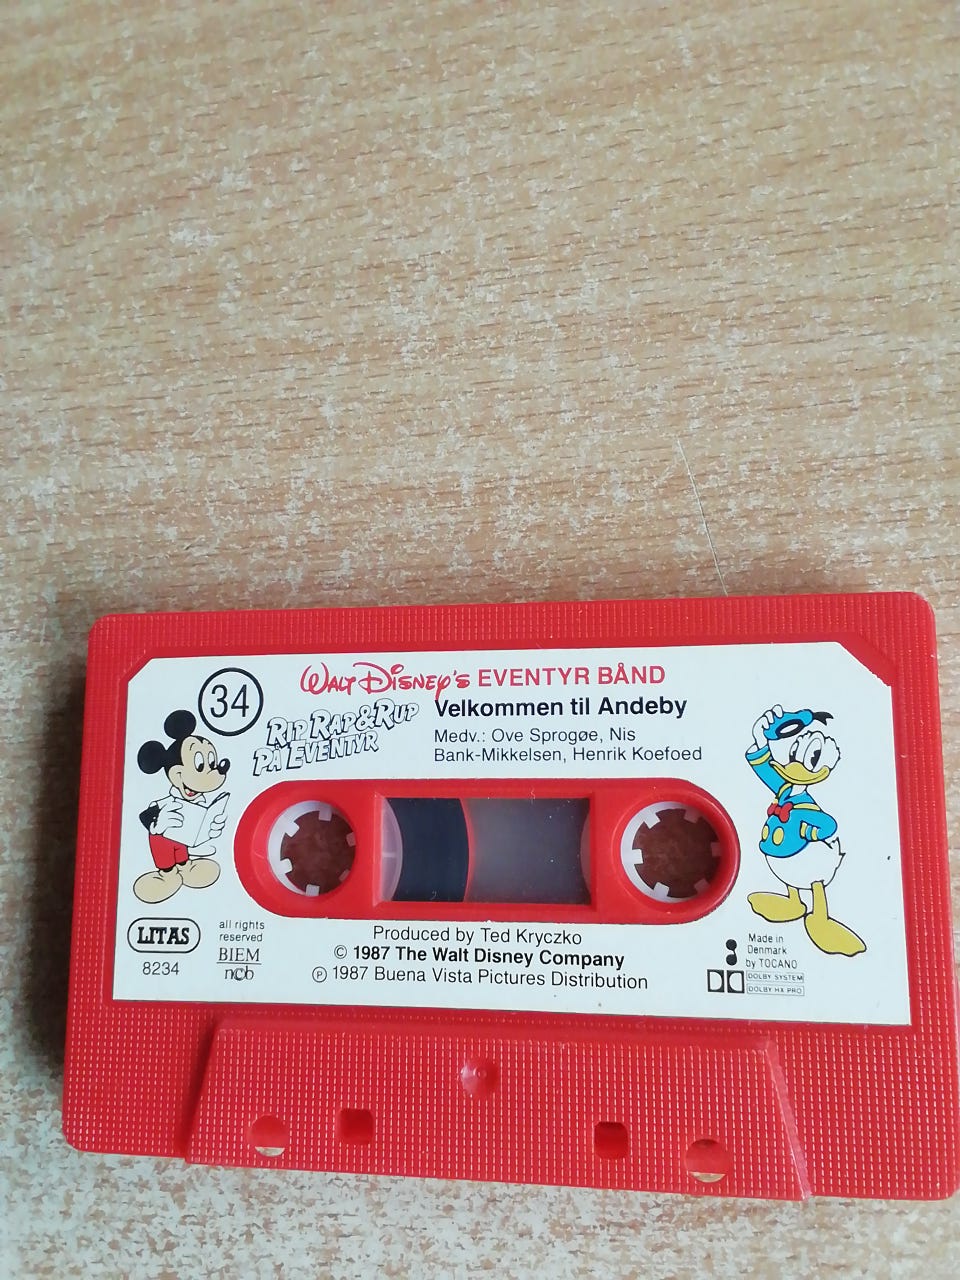 34
WALT DISNEY'S EVENTYR BÅND
RIP, RAP & RUP
PÅ EVENTYR
Velkommen til Andeby
Medv.: Ove Sprogøe, Nis
Bank-Mikkelsen, Henrik Koefoed
LITAS
8234
all rights
reserved
BIEM
ncb
Produced by Ted Kryczko
© 1987 The Walt Disney Company
℗ 1987 Buena Vista Pictures Distribution
Made in
Denmark
by TOCANO
DOLBY SYSTEM
DOLBY HX PRO